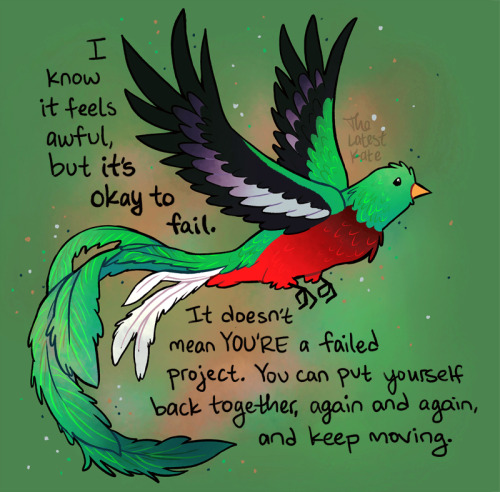 I
know
it feels
awful,
but it's
okay to
fail.
The
Latest
Kate
It doesn't
mean YOU'RE a failed
project. You can put yourself
back together, again and again,
and keep moving.